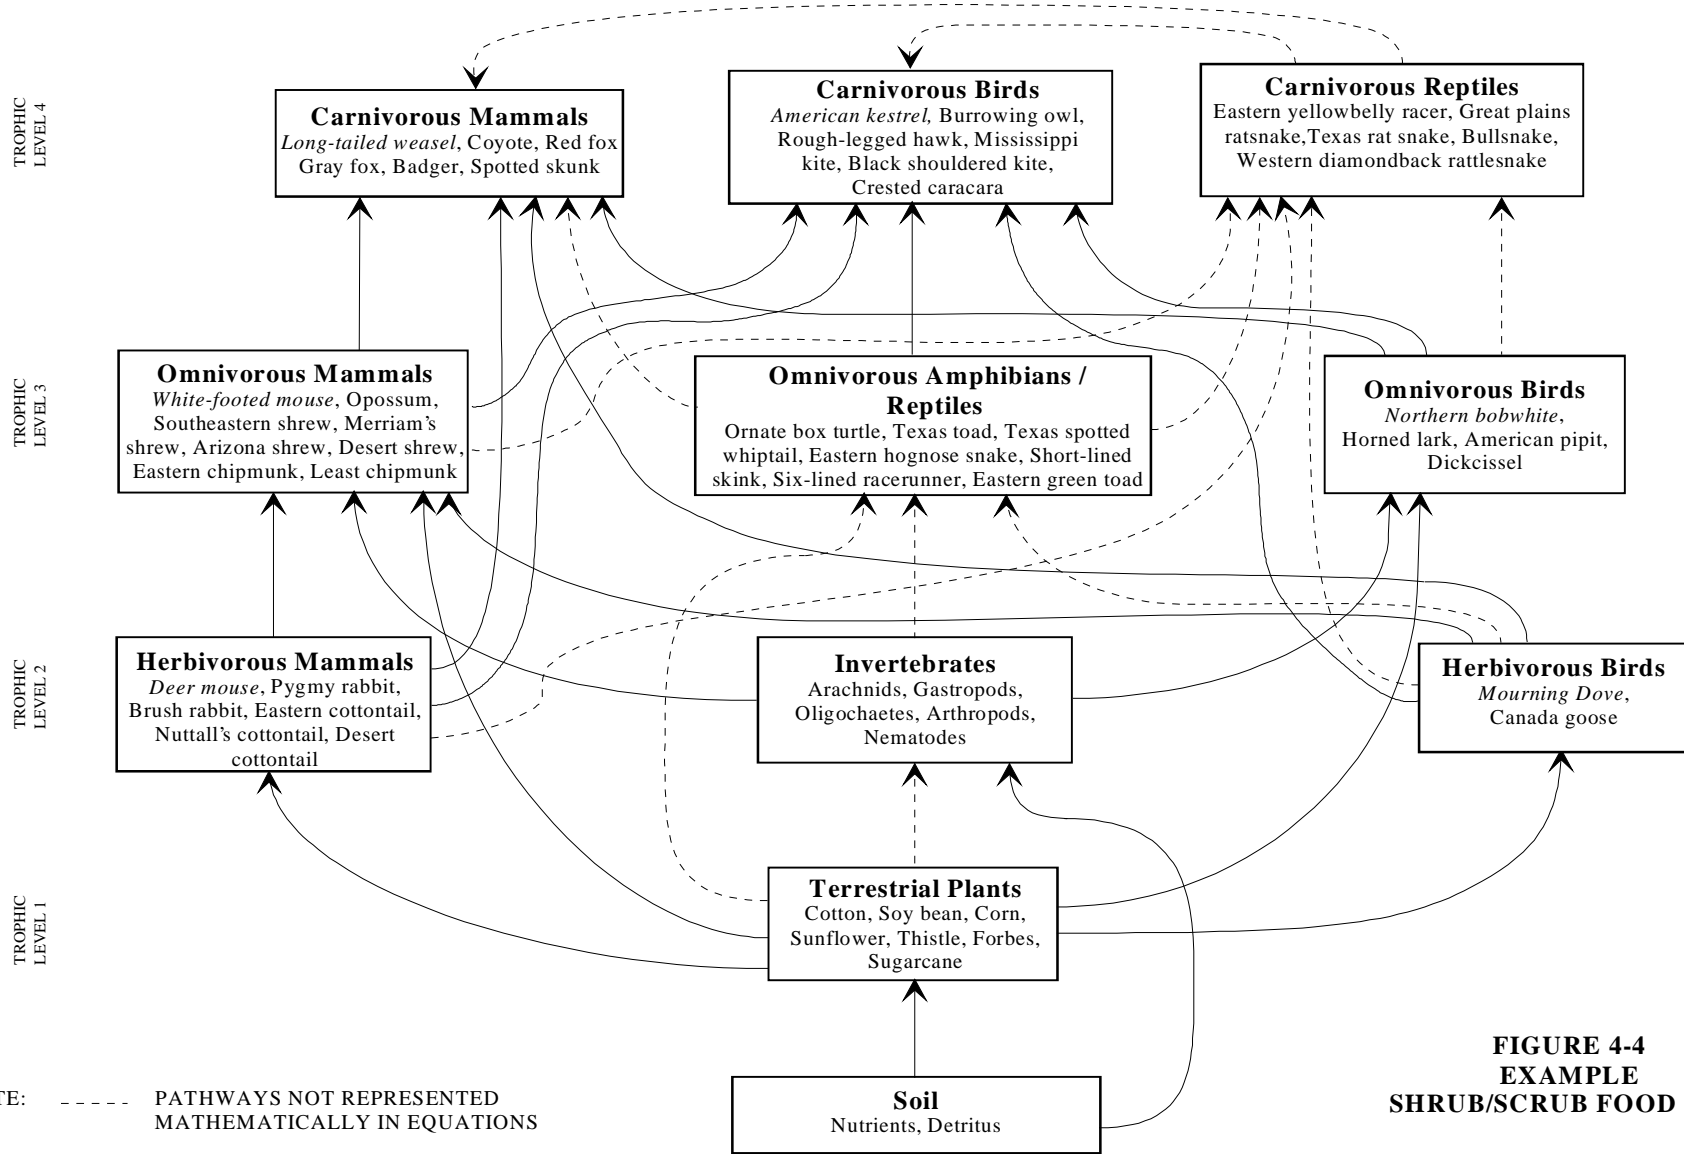 TROPHIC
LEVEL 4
Carnivorous Mammals
Long-tailed weasel, Coyote, Red fox
Gray fox, Badger, Spotted skunk
Carnivorous Birds
American kestrel, Burrowing owl,
Rough-legged hawk, Mississippi
kite, Black shouldered kite,
Crested caracara
Carnivorous Reptiles
Eastern yellowbelly racer, Great plains
ratsnake,Texas rat snake, Bullsnake,
Western diamondback rattlesnake
TROPHIC
LEVEL 3
Omnivorous Mammals
White-footed mouse, Opossum,
Southeastern shrew, Merriam's
shrew, Arizona shrew, Desert shrew,
Eastern chipmunk, Least chipmunk
Omnivorous Amphibians /
Reptiles
Ornate box turtle, Texas toad, Texas spotted
whiptail, Eastern hognose snake, Short-lined
skink, Six-lined racerunner, Eastern green toad
Omnivorous Birds
Northern bobwhite,
Horned lark, American pipit,
Dickcissel
TROPHIC
LEVEL 2
Herbivorous Mammals
Deer mouse, Pygmy rabbit,
Brush rabbit, Eastern cottontail,
Nuttall's cottontail, Desert
cottontail
Invertebrates
Arachnids, Gastropods,
Oligochaetes, Arthropods,
Nematodes
Herbivorous Birds
Mourning Dove,
Canada goose
TROPHIC
LEVEL 1
Terrestrial Plants
Cotton, Soy bean, Corn,
Sunflower, Thistle, Forbes,
Sugarcane
Soil
Nutrients, Detritus
TE:
PATHWAYS NOT REPRESENTED
MATHEMATICALLY IN EQUATIONS
FIGURE 4-4
EXAMPLE
SHRUB/SCRUB FOOD